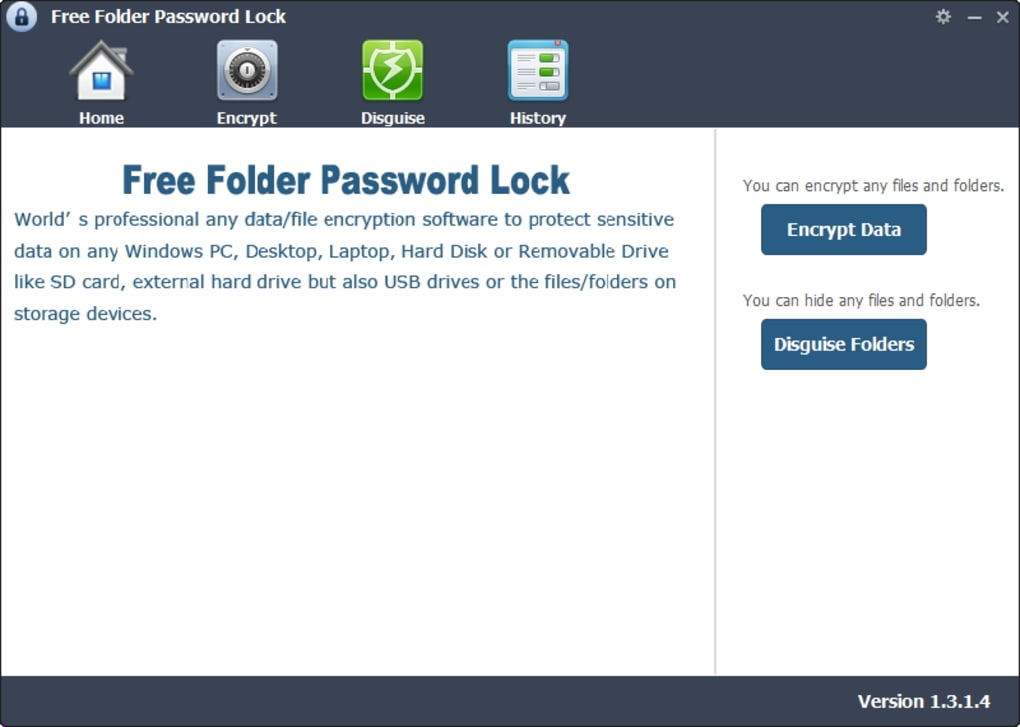 Free Folder Password Lock
Home
Encrypt
Disguise
History
Free Folder Password Lock
World’ s professional any data/file encryption software to protect sensitive
data on any Windows PC, Desktop, Laptop, Hard Disk or Removable Drive
like SD card, external hard drive but also USB drives or the files/folders on
storage devices.
You can encrypt any files and folders.
Encrypt Data
You can hide any files and folders.
Disguise Folders
Version 1.3.1.4